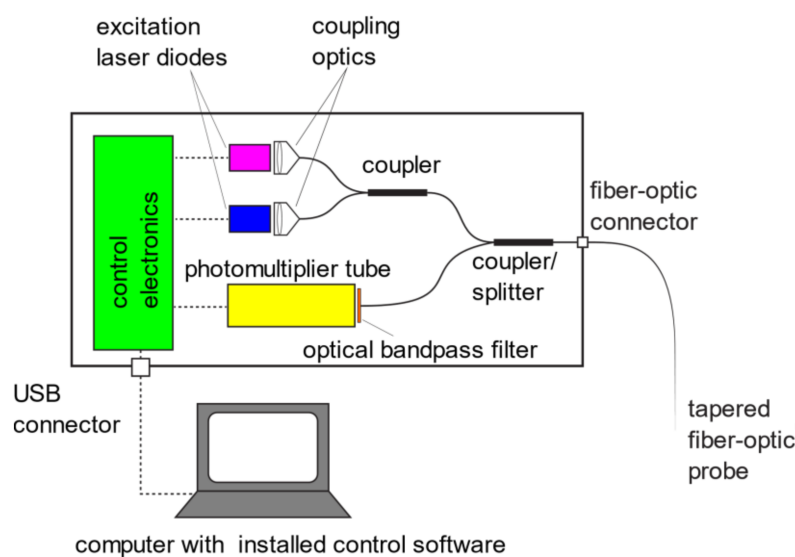 excitation
laser diodes
coupling
optics
coupler
fiber-optic
connector
control
electronics
photomultiplier tube
coupler/
splitter
optical bandpass filter
USB
connector
tapered
fiber-optic
probe
computer with installed control software